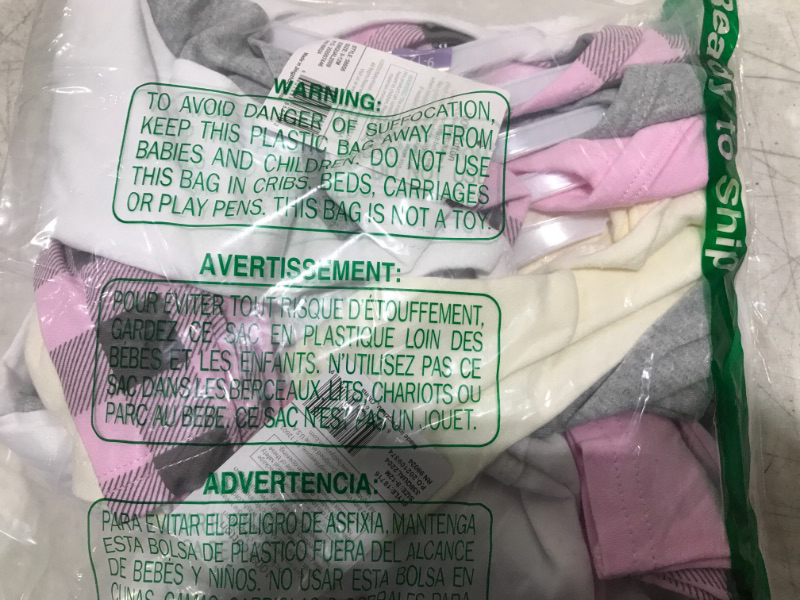 WARNING:
TO AVOID DANGER OF SUFFOCATION,
KEEP THIS PLASTIC BAG AWAY FROM
BABIES AND CHILDREN. DO NOT USE
THIS BAG IN CRIBS, BEDS, CARRIAGES
OR PLAY PENS. THIS BAG IS NOT A TOY.
AVERTISSEMENT:
POUR EVITER TOUT RISQUE D'ÉTOUFFEMENT,
GARDEZ CE SAC EN PLASTIQUE LOIN DES
BEBES ET LES ENFANTS. N'UTILISEZ PAS CE
SAC DANS LES BERCEAUX, LITS, CHARIOTS OU
PARC AU BEBE, CE SAC N'EST PAS UN JOUET.
ADVERTENCIA:
PARA EVITAR EL PELIGRO DE ASFIXIA, MANTENGA
ESTA BOLSA DE PLASTICO FUERA DEL ALCANCE
DE BEBÉS Y NIÑOS. NO USAR ESTA BOLSA EN
Ready to Ship